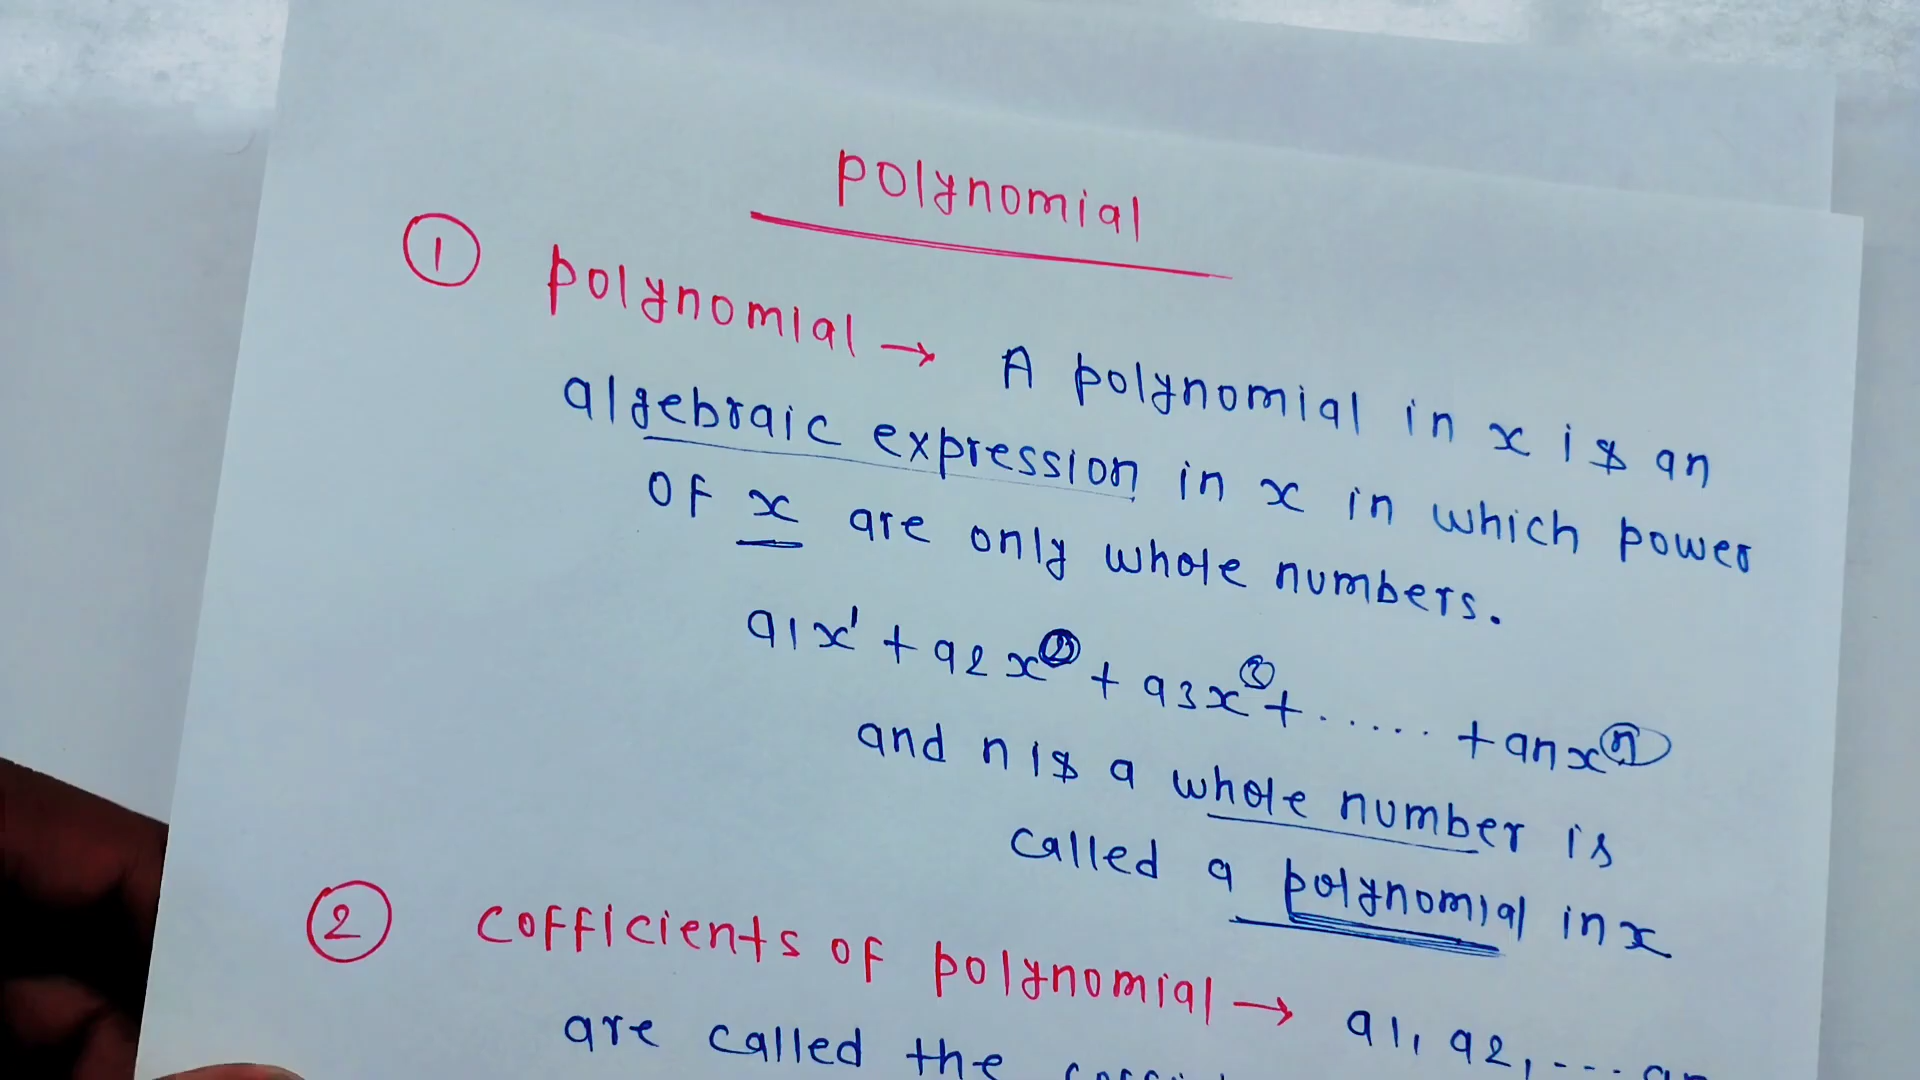 polynomial
① polynomial → A polynomial in x is an
algebraic expression in x in which power
of x are only whole numbers.
a1x¹ + a2x² + a3x³ + ..... + anxⁿ
and n is a whole number is
called a polynomial in x
② cofficients of polynomial → a1, a2, ... an
are called the